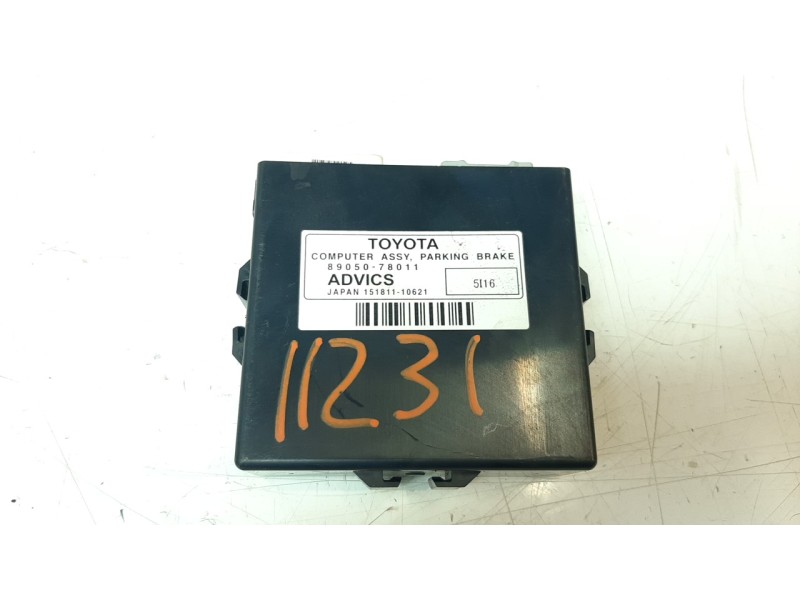 TOYOTA
COMPUTER ASSY, PARKING BRAKE
89050-78011
ADVICS
5I16
JAPAN 151811-10621
11231